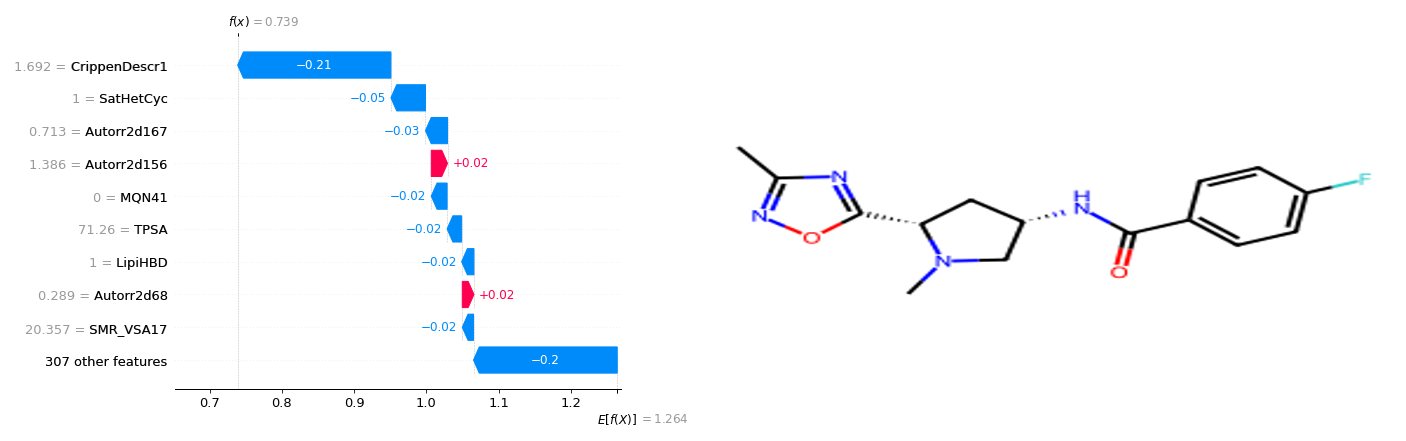 f(x) = 0.739
1.692 = CrippenDescr1 −0.21
1 = SatHetCyc −0.05
0.713 = Autorr2d167 −0.03
1.386 = Autorr2d156 +0.02
0 = MQN41 −0.02
71.26 = TPSA −0.02
1 = LipiHBD −0.02
0.289 = Autorr2d68 +0.02
20.357 = SMR_VSA17 −0.02
307 other features −0.2
0.7 0.8 0.9 1.0 1.1 1.2
E[f(X)] = 1.264
N
N
O
N
H
N
O
F